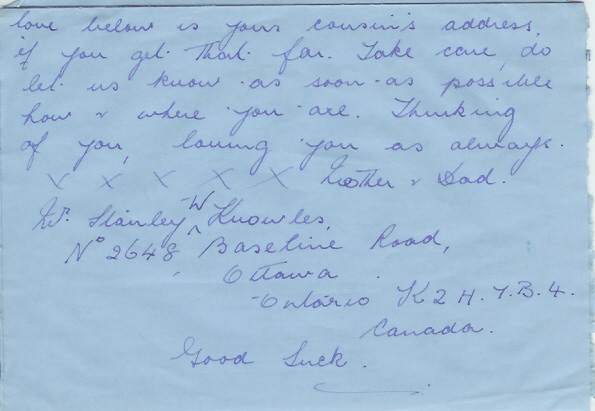 love below is your cousin's address,
if you get that far. Take care, do
let us know as soon as possible
how & where you are. Thinking
of you, loving you as always.
X X X X X Mother & Dad.
Mr. Stanley W Knowles,
No 2648 Baseline Road,
Ottawa.
Ontario K2H.7.B.4.
Canada.
Good Luck.